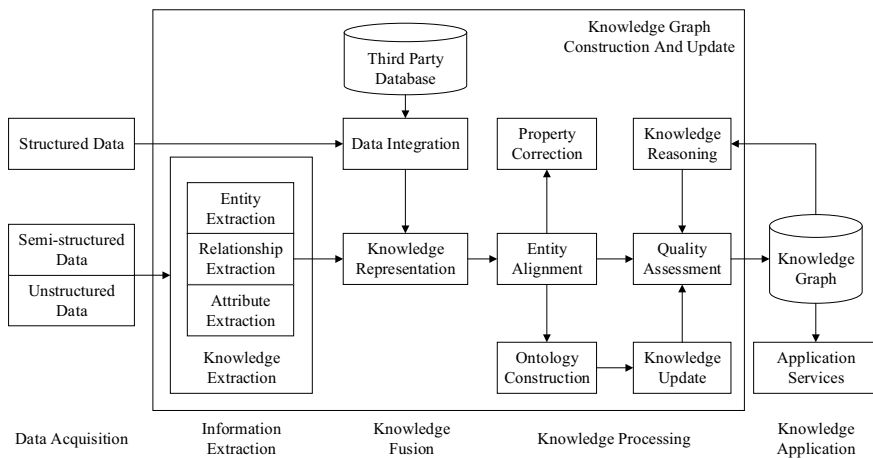 Knowledge Graph
Construction And Update
Third Party
Database
Structured Data
Data Integration
Property
Correction
Knowledge
Reasoning
Entity
Extraction
Semi-structured
Data
Unstructured
Data
Relationship
Extraction
Attribute
Extraction
Knowledge
Extraction
Knowledge
Representation
Entity
Alignment
Quality
Assessment
Knowledge
Graph
Ontology
Construction
Knowledge
Update
Application
Services
Data Acquisition
Information
Extraction
Knowledge
Fusion
Knowledge Processing
Knowledge
Application